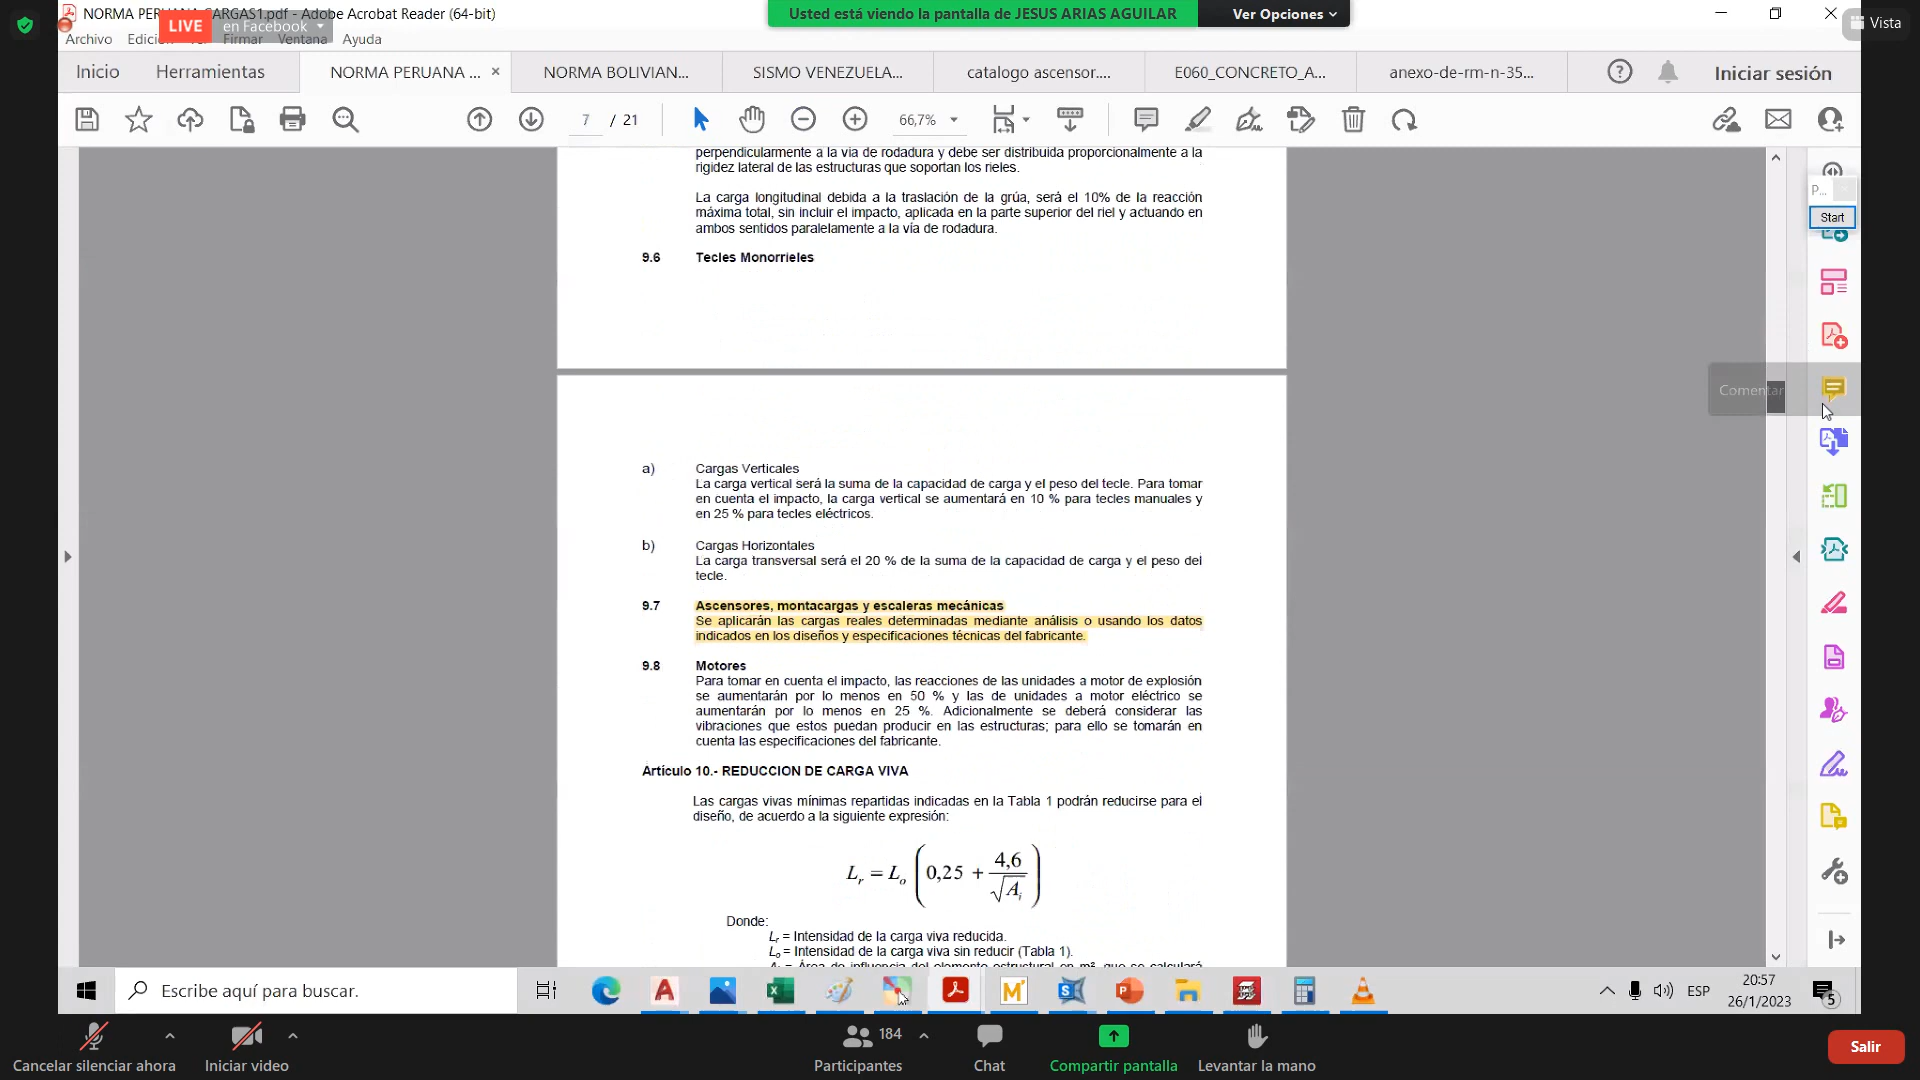 NORMA PERUANA CARGAS1.pdf - Adobe Acrobat Reader (64-bit)
LIVE
en Facebook
Usted está viendo la pantalla de JESUS ARIAS AGUILAR
Ver Opciones
Vista
Archivo
Firmar
Ventana
Ayuda
Inicio
Herramientas
NORMA PERUANA ...
NORMA BOLIVIAN...
SISMO VENEZUELA...
catalogo ascensor....
E060_CONCRETO_A...
anexo-de-rm-n-35...
Iniciar sesión
7 / 21
66,7%
P...
Start
perpendicularmente a la vía de rodadura y debe ser distribuida proporcionalmente a la
rigidez lateral de las estructuras que soportan los rieles.
La carga longitudinal debida a la traslación de la grúa, será el 10% de la reacción
máxima total, sin incluir el impacto, aplicada en la parte superior del riel y actuando en
ambos sentidos paralelamente a la vía de rodadura.
9.6 Tecles Monorrieles
Comentar
a) Cargas Verticales
La carga vertical será la suma de la capacidad de carga y el peso del tecle. Para tomar
en cuenta el impacto, la carga vertical se aumentará en 10 % para tecles manuales y
en 25 % para tecles eléctricos.
b) Cargas Horizontales
La carga transversal será el 20 % de la suma de la capacidad de carga y el peso del
tecle.
9.7 Ascensores, montacargas y escaleras mecánicas
Se aplicarán las cargas reales determinadas mediante análisis o usando los datos
indicados en los diseños y especificaciones técnicas del fabricante.
9.8 Motores
Para tomar en cuenta el impacto, las reacciones de las unidades a motor de explosión
se aumentarán por lo menos en 50 % y las de unidades a motor eléctrico se
aumentarán por lo menos en 25 %. Adicionalmente se deberá considerar las
vibraciones que estos puedan producir en las estructuras; para ello se tomarán en
cuenta las especificaciones del fabricante.
Artículo 10.- REDUCCION DE CARGA VIVA
Las cargas vivas mínimas repartidas indicadas en la Tabla 1 podrán reducirse para el
diseño, de acuerdo a la siguiente expresión:
Lr = Lo (0,25 + 4,6 / √Ai)
Donde:
Lr = Intensidad de la carga viva reducida.
Lo = Intensidad de la carga viva sin reducir (Tabla 1).
Ai = Área de influencia del elemento estructural en m², que se calculará
Escribe aquí para buscar.
ESP
20:57
26/1/2023
5
Cancelar silenciar ahora
Iniciar video
184
Participantes
Chat
Compartir pantalla
Levantar la mano
Salir